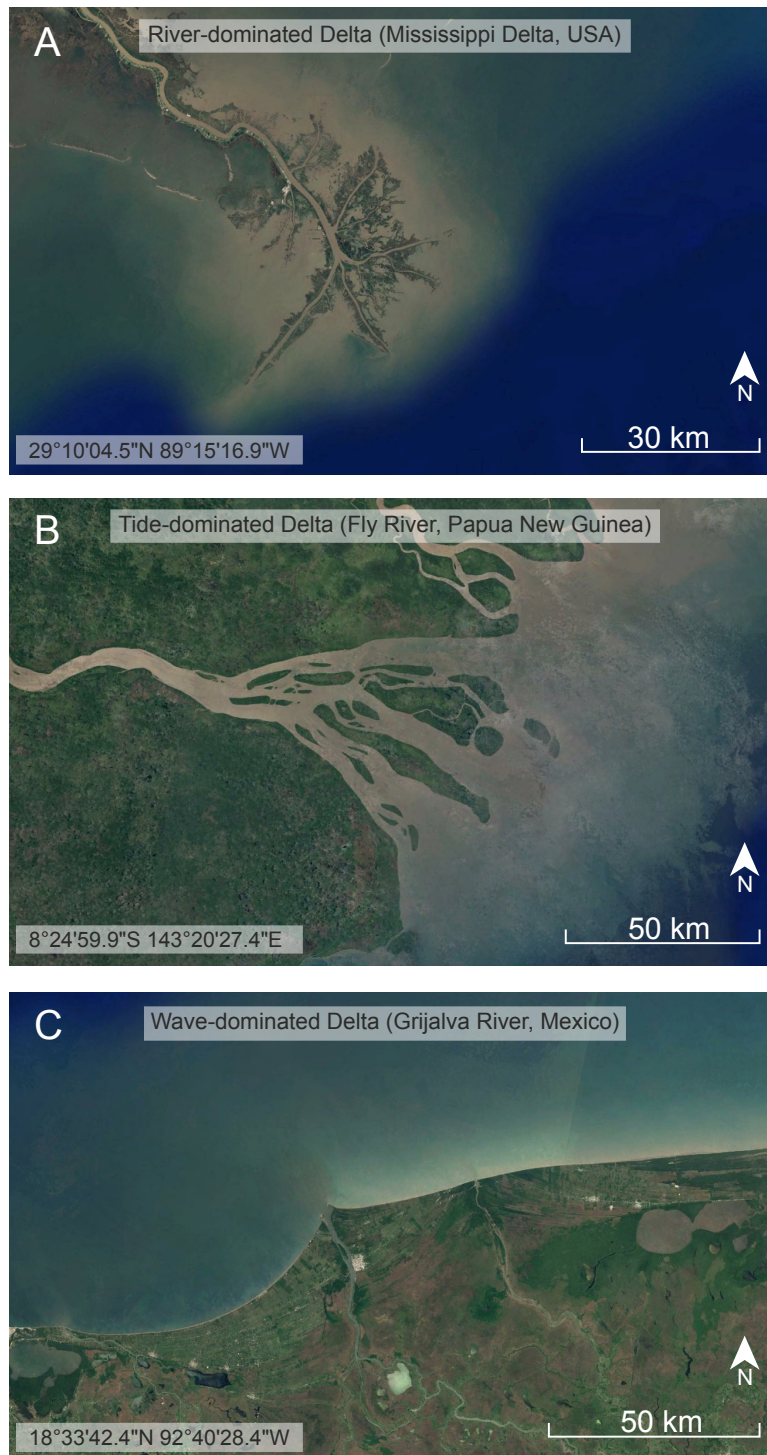 A
River-dominated Delta (Mississippi Delta, USA)
N
30 km
29°10'04.5"N 89°15'16.9"W
B
Tide-dominated Delta (Fly River, Papua New Guinea)
N
50 km
8°24'59.9"S 143°20'27.4"E
C
Wave-dominated Delta (Grijalva River, Mexico)
N
50 km
18°33'42.4"N 92°40'28.4"W